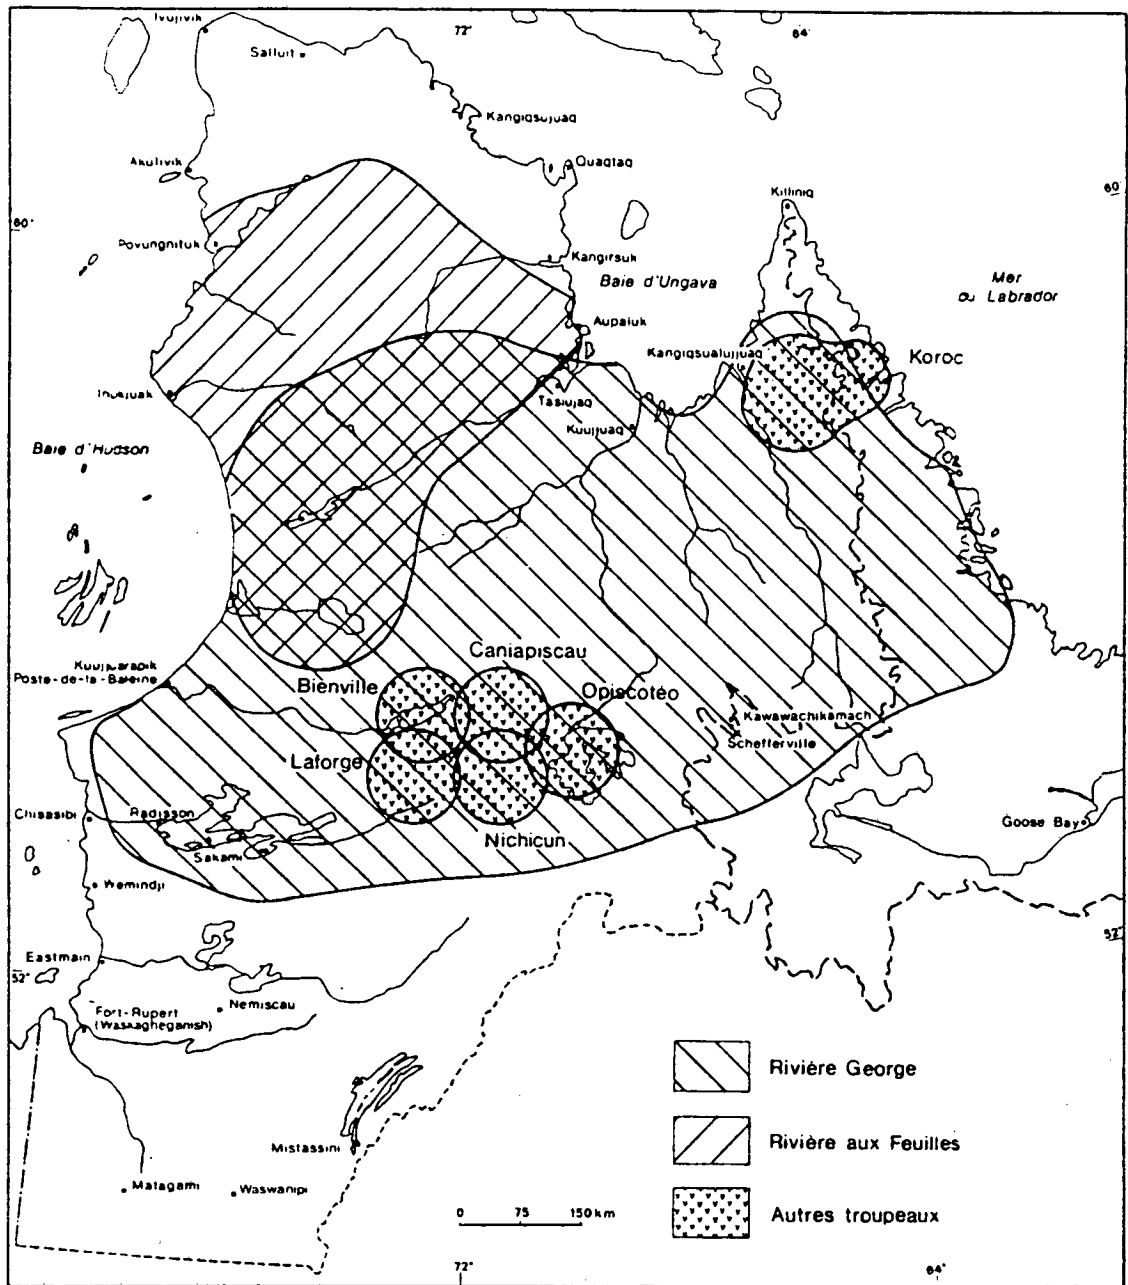 Ivujivik
72°
64°
Salluit
Kangiqsujuaq
Akulivik
Quaqtaq
Killiniq
60°
60°
Povungnituk
Kangirsuk
Baie d'Ungava
Mer
du Labrador
Aupaluk
Kangiqsualujjuaq
Koroc
Inukjuak
Tasiujaq
Kuujjuaq
Baie d'Hudson
Caniapiscau
Kuujjuarapik
Poste-de-la-Baleine
Bienville
Opiscotéo
Kawawachikamach
Schefferville
Laforge
Radisson
Chisasibi
Goose Bay
Nichicun
Sakami
Wemindji
52°
Eastmain
52°
Nemiscau
Fort-Rupert
(Waskagheganish)
Rivière George
Rivière aux Feuilles
Mistassini
Matagami
Waswanipi
Autres troupeaux
0 75 150 km
72°
64°